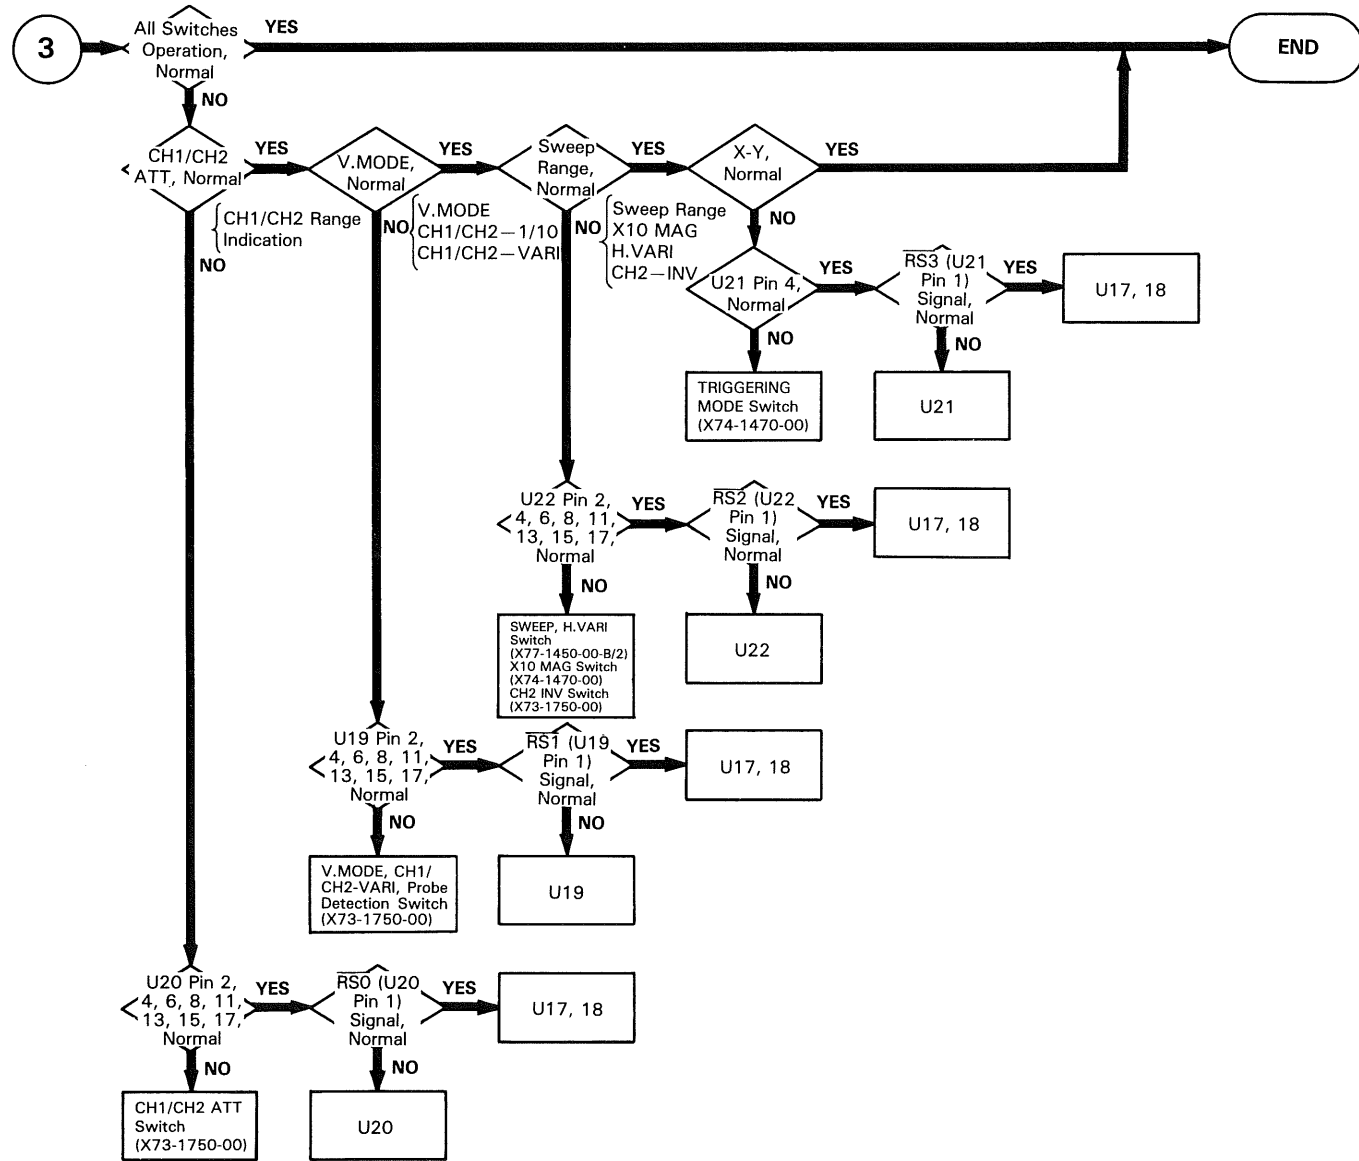 3
All Switches
Operation,
Normal
YES
END
NO
CH1/CH2
ATT, Normal
YES
V.MODE,
Normal
YES
Sweep
Range,
Normal
YES
X-Y,
Normal
YES
CH1/CH2 Range
Indication
NO
NO
V.MODE
CH1/CH2–1/10
CH1/CH2–VARI
NO
Sweep Range
X10 MAG
H.VARI
CH2–INV
NO
U21 Pin 4,
Normal
YES
RS3 (U21
Pin 1)
Signal,
Normal
YES
U17, 18
NO
NO
TRIGGERING
MODE Switch
(X74-1470-00)
U21
U22 Pin 2,
4, 6, 8, 11,
13, 15, 17,
Normal
YES
RS2 (U22
Pin 1)
Signal,
Normal
YES
U17, 18
NO
NO
SWEEP, H.VARI
Switch
(X77-1450-00-B/2)
X10 MAG Switch
(X74-1470-00)
CH2 INV Switch
(X73-1750-00)
U22
U19 Pin 2,
4, 6, 8, 11,
13, 15, 17,
Normal
YES
RS1 (U19
Pin 1)
Signal,
Normal
YES
U17, 18
NO
NO
V.MODE, CH1/
CH2-VARI, Probe
Detection Switch
(X73-1750-00)
U19
U20 Pin 2,
4, 6, 8, 11,
13, 15, 17,
Normal
YES
RS0 (U20
Pin 1)
Signal,
Normal
YES
U17, 18
NO
NO
CH1/CH2 ATT
Switch
(X73-1750-00)
U20